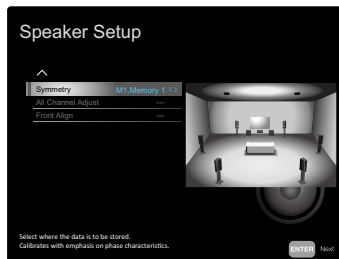 Speaker Setup
Symmetry M1.Memory 1 <>
All Channel Adjust ---
Front Align ---
Select where the data is to be stored.
Calibrates with emphasis on phase characteristics.
ENTER Next